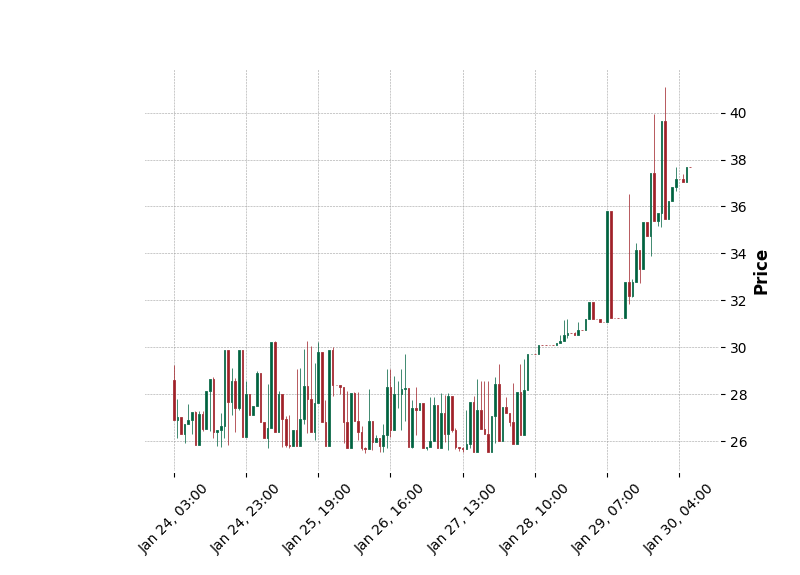 40
38
36
34
32
30
28
26
Price
Jan 24, 03:00
Jan 24, 23:00
Jan 25, 19:00
Jan 26, 16:00
Jan 27, 13:00
Jan 28, 10:00
Jan 29, 07:00
Jan 30, 04:00